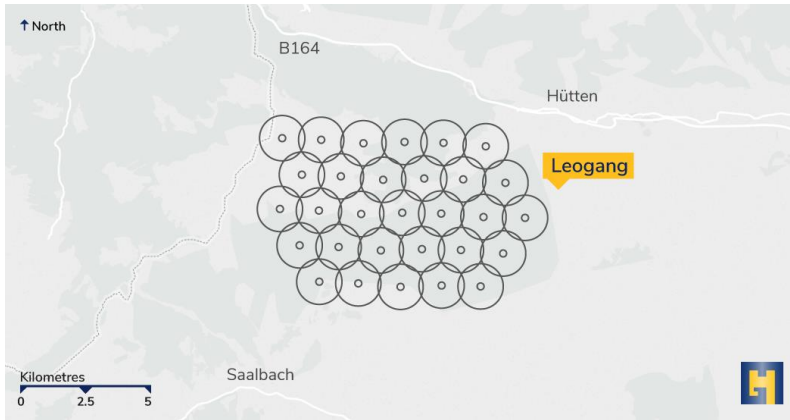 North
B164
Hütten
Leogang
Saalbach
Kilometres
0 2.5 5